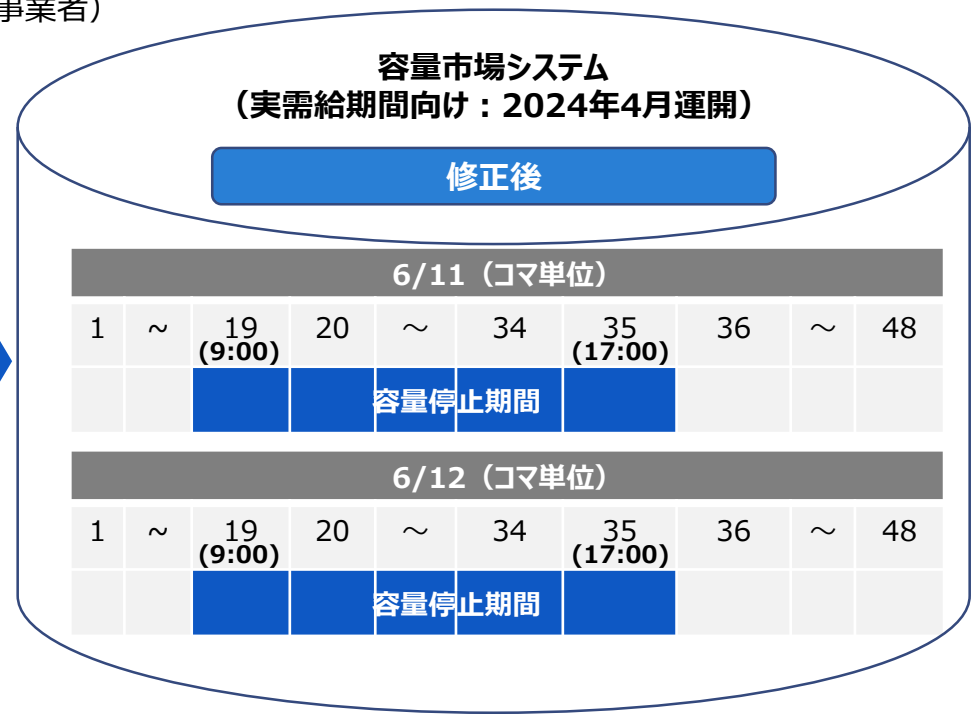 事業者）
容量市場システム
（実需給期間向け：2024年4月運開）
修正後
6/11（コマ単位）
1 ~ 19 20 ～ 34 35 36 ～ 48
(9:00) (17:00)
容量停止期間
6/12（コマ単位）
1 ~ 19 20 ～ 34 35 36 ～ 48
(9:00) (17:00)
容量停止期間